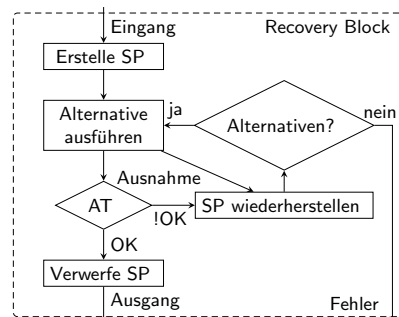 Eingang
Recovery Block
Erstelle SP
Alternative
ausführen
ja
Alternativen?
nein
Ausnahme
AT
!OK
SP wiederherstellen
OK
Verwerfe SP
Ausgang
Fehler